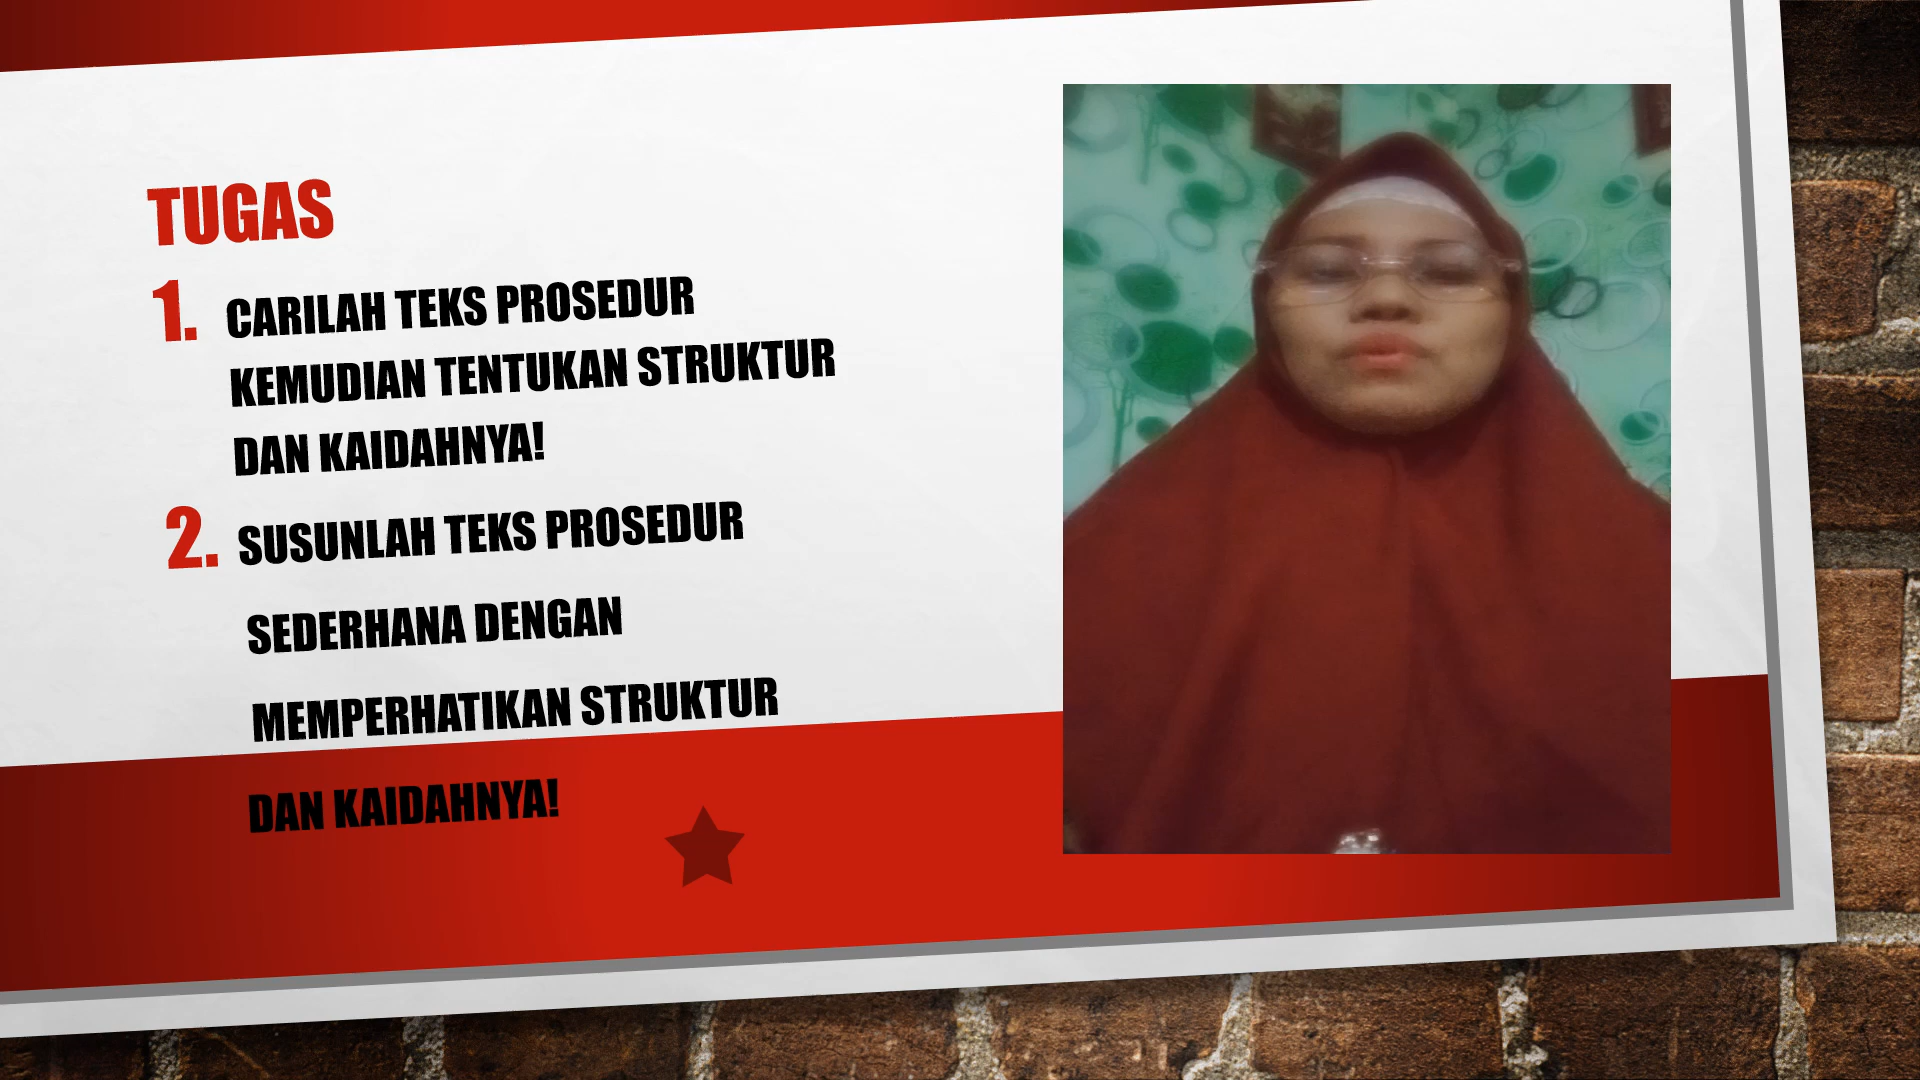 TUGAS
1. CARILAH TEKS PROSEDUR
KEMUDIAN TENTUKAN STRUKTUR
DAN KAIDAHNYA!
2. SUSUNLAH TEKS PROSEDUR
SEDERHANA DENGAN
MEMPERHATIKAN STRUKTUR
DAN KAIDAHNYA!